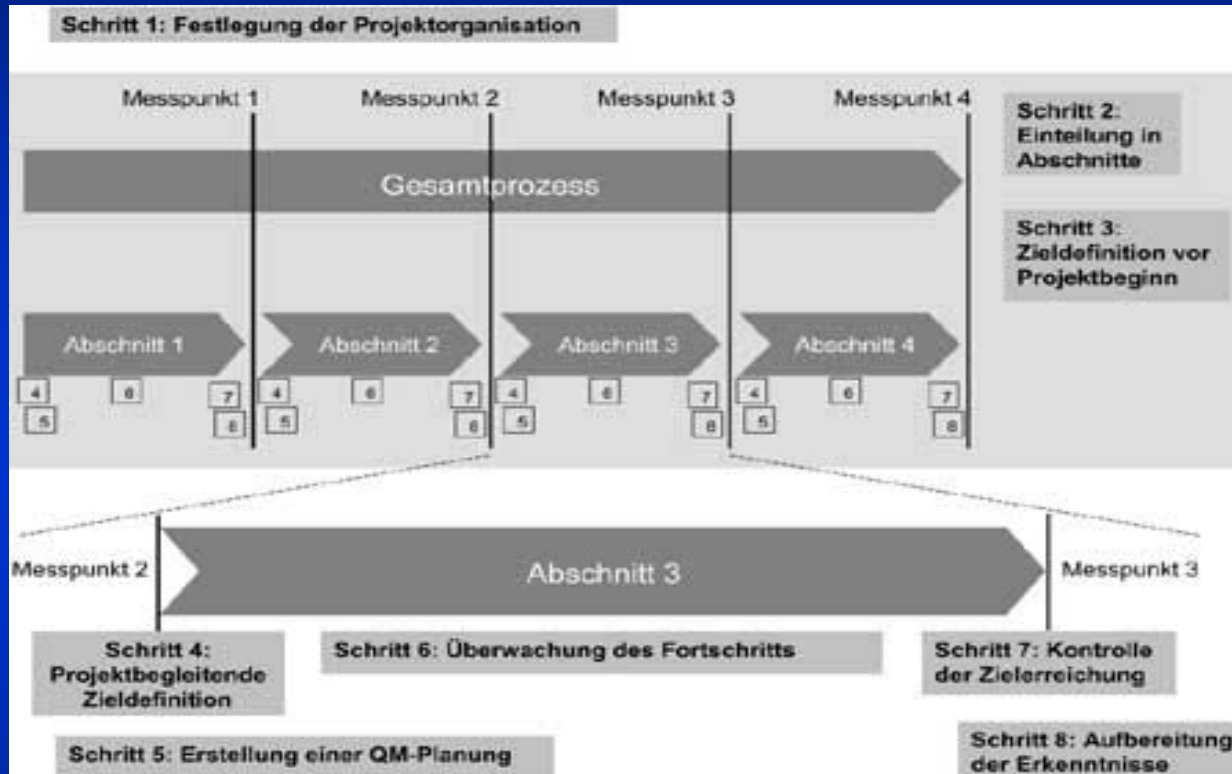 Schritt 1: Festlegung der Projektorganisation
Messpunkt 1
Messpunkt 2
Messpunkt 3
Messpunkt 4
Schritt 2:
Einteilung in
Abschnitte
Gesamtprozess
Schritt 3:
Zieldefinition vor
Projektbeginn
Abschnitt 1
Abschnitt 2
Abschnitt 3
Abschnitt 4
4 6 7 4 6 7 4 6 7 4 6 7
5 8 5 8 5 8 5 8
Messpunkt 2
Abschnitt 3
Messpunkt 3
Schritt 4:
Projektbegleitende
Zieldefinition
Schritt 6: Überwachung des Fortschritts
Schritt 7: Kontrolle
der Zielerreichung
Schritt 5: Erstellung einer QM-Planung
Schritt 8: Aufbereitung
der Erkenntnisse